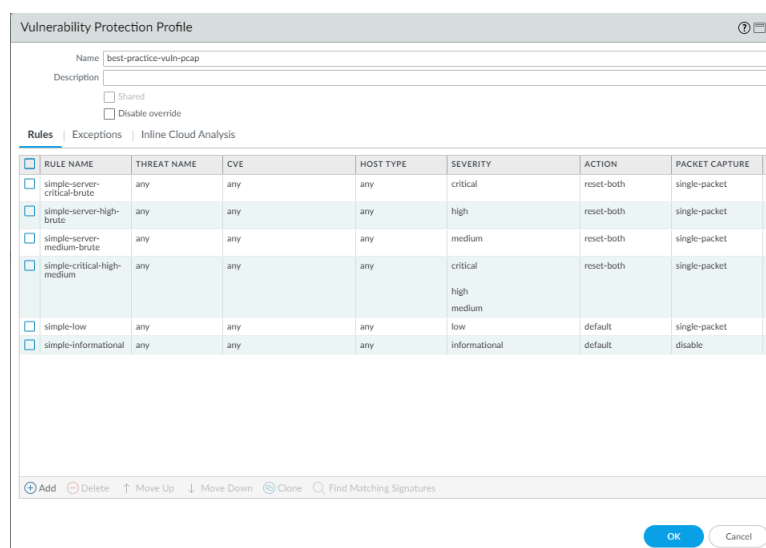 Vulnerability Protection Profile
Name best-practice-vuln-pcap
Description
Shared
Disable override
Rules | Exceptions | Inline Cloud Analysis
RULE NAME THREAT NAME CVE HOST TYPE SEVERITY ACTION PACKET CAPTURE
simple-server-critical-brute any any any critical reset-both single-packet
simple-server-high-brute any any any high reset-both single-packet
simple-server-medium-brute any any any medium reset-both single-packet
simple-critical-high-medium any any any critical reset-both single-packet
high
medium
simple-low any any any low default single-packet
simple-informational any any any informational default disable
Add Delete Move Up Move Down Clone Find Matching Signatures
OK Cancel